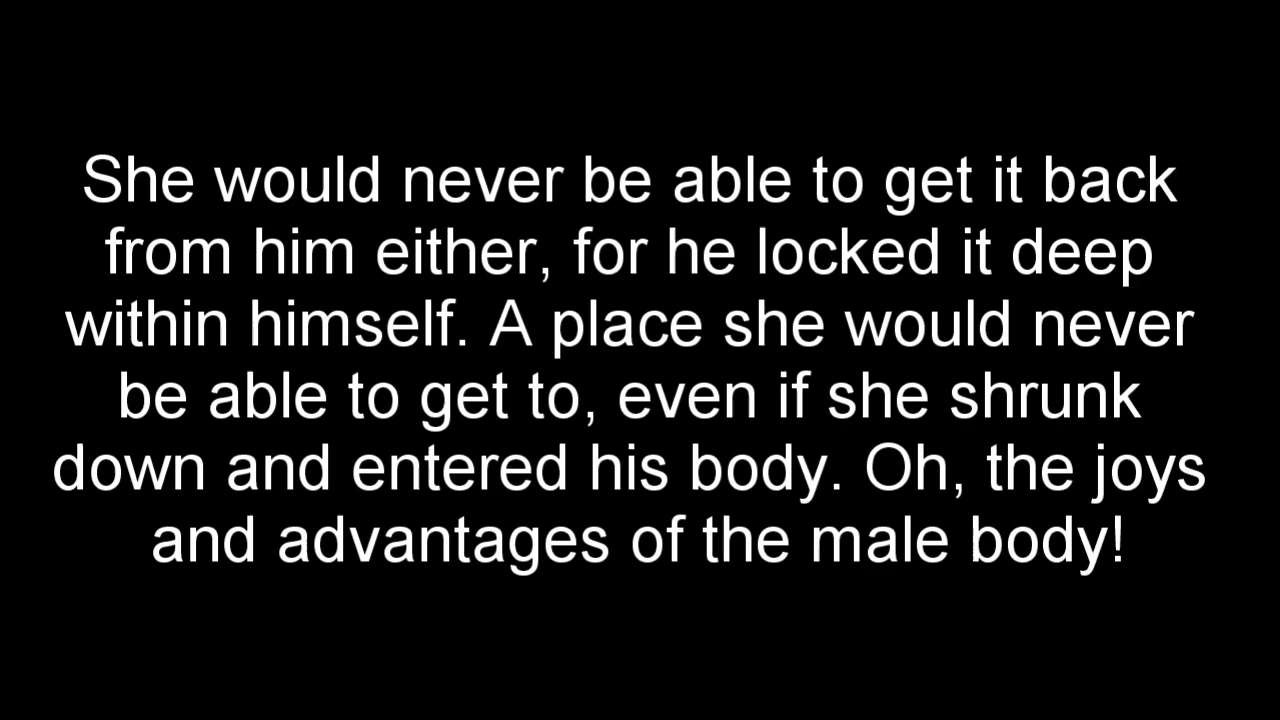 She would never be able to get it back
from him either, for he locked it deep
within himself. A place she would never
be able to get to, even if she shrunk
down and entered his body. Oh, the joys
and advantages of the male body!